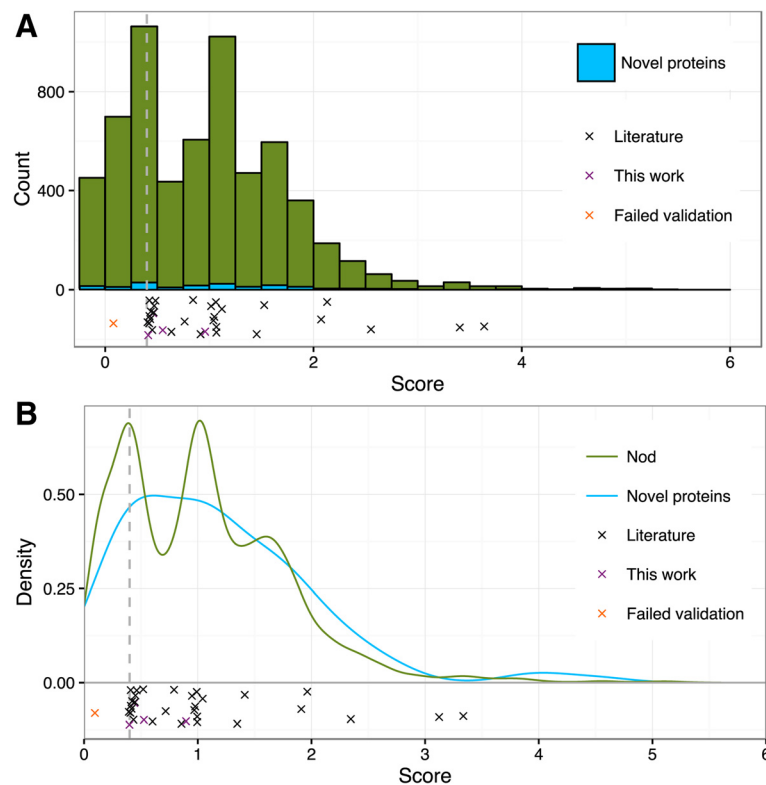 A
Count
800
400
0
Novel proteins
Literature
This work
Failed validation
0 2 4 6
Score
B
Density
0.50
0.25
0.00
Nod
Novel proteins
Literature
This work
Failed validation
0 1 2 3 4 5 6
Score